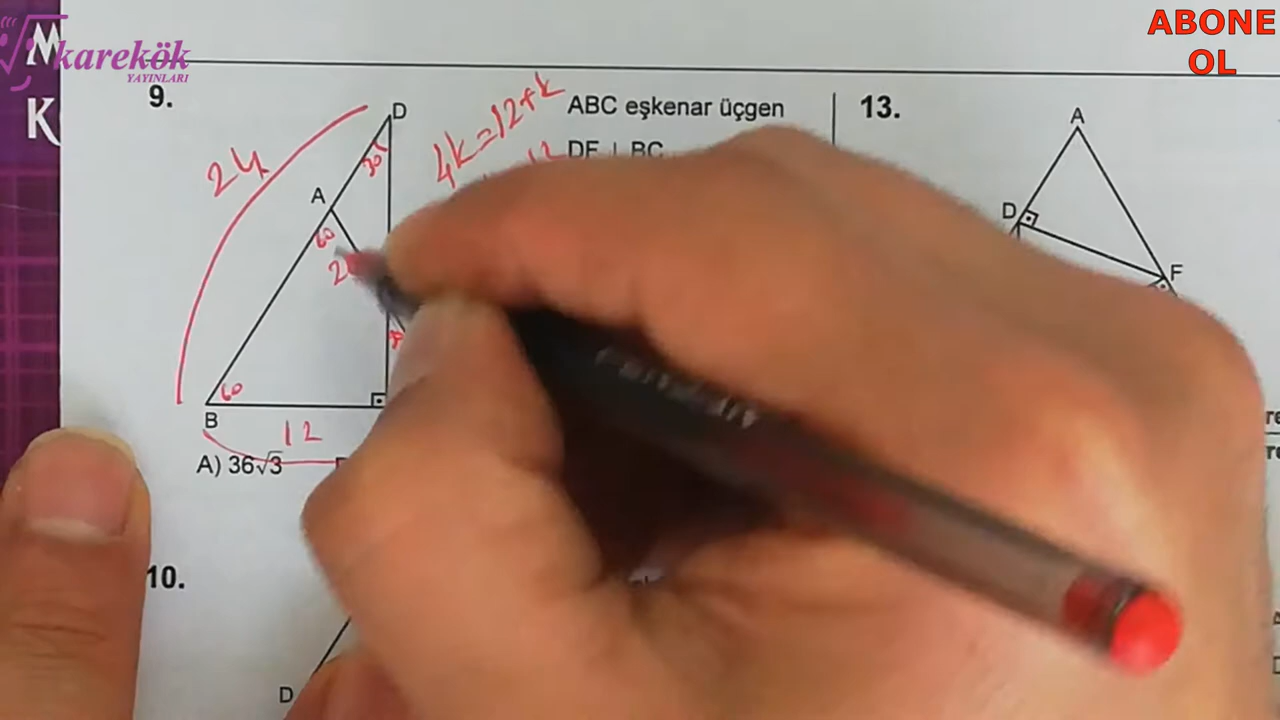 karekök
YAYINLARI
ABONE
OL
9.
D
A
B
24
30
60
60
12
4k=12+k
12
ABC eşkenar üçgen
DE ⊥ BC
A) 36√3
10.
D
13.
A
D
F